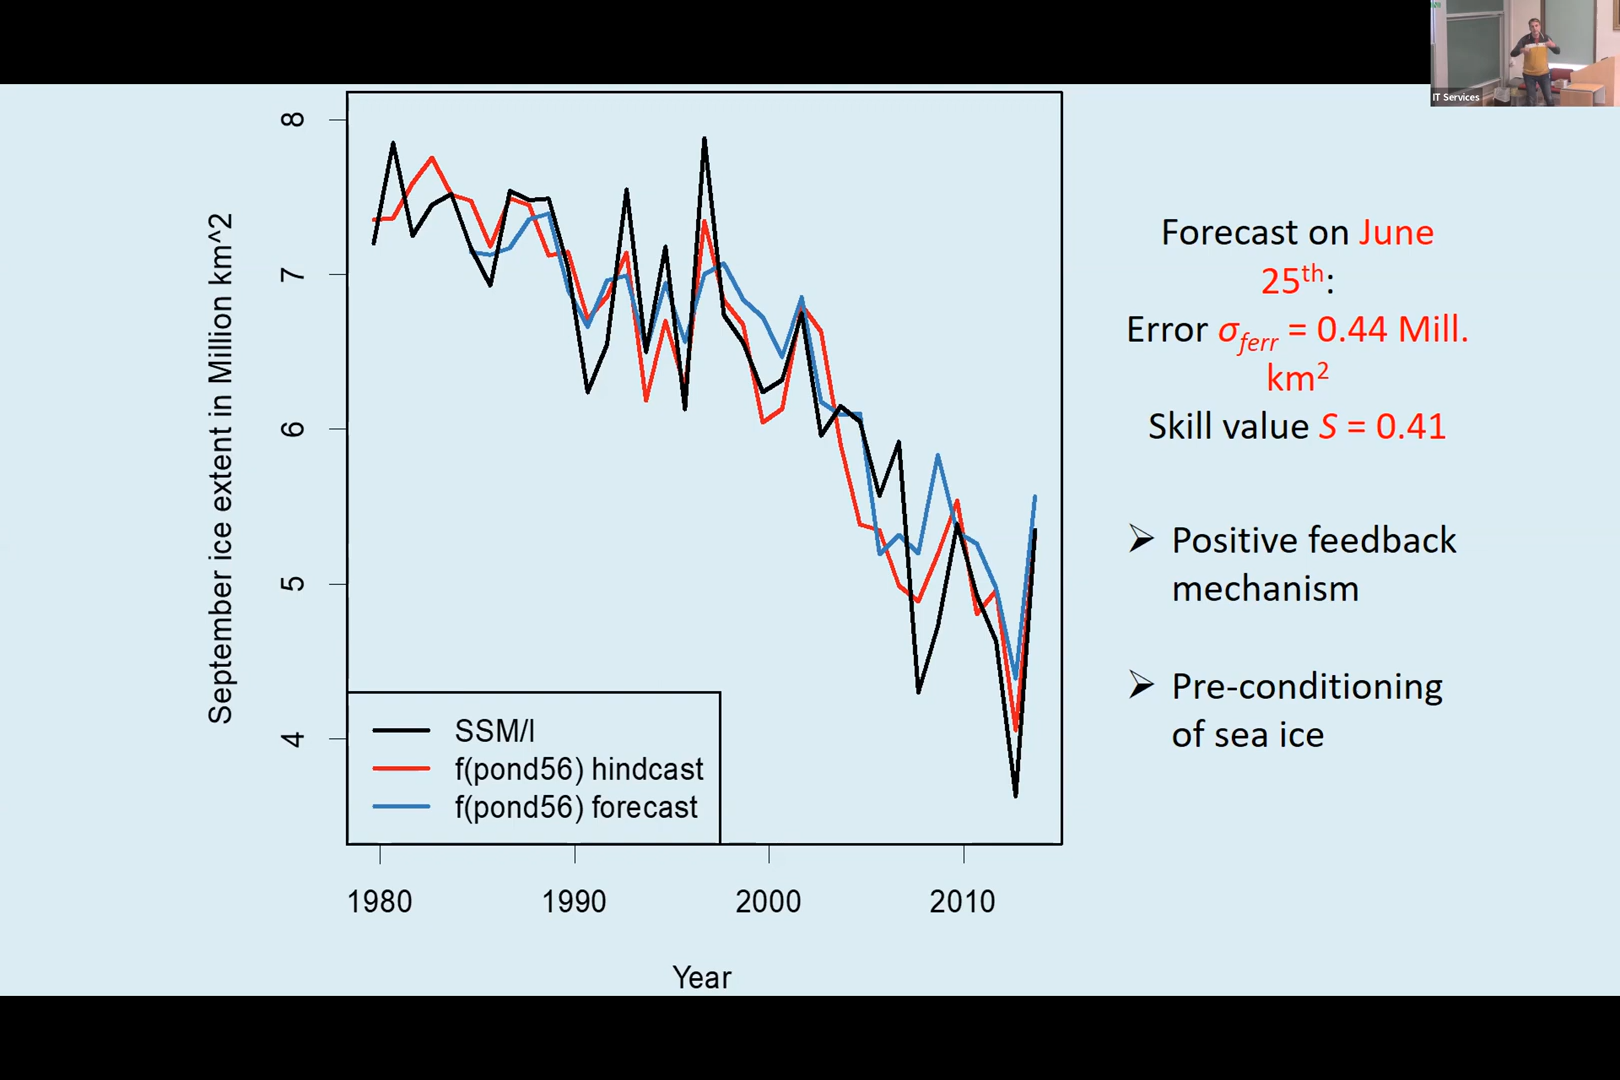 IT Services
8
7
6
5
4
September ice extent in Million km^2
SSM/I
f(pond56) hindcast
f(pond56) forecast
1980 1990 2000 2010
Year
Forecast on June
25th:
Error σferr = 0.44 Mill.
km2
Skill value S = 0.41
➢ Positive feedback
mechanism
➢ Pre-conditioning
of sea ice